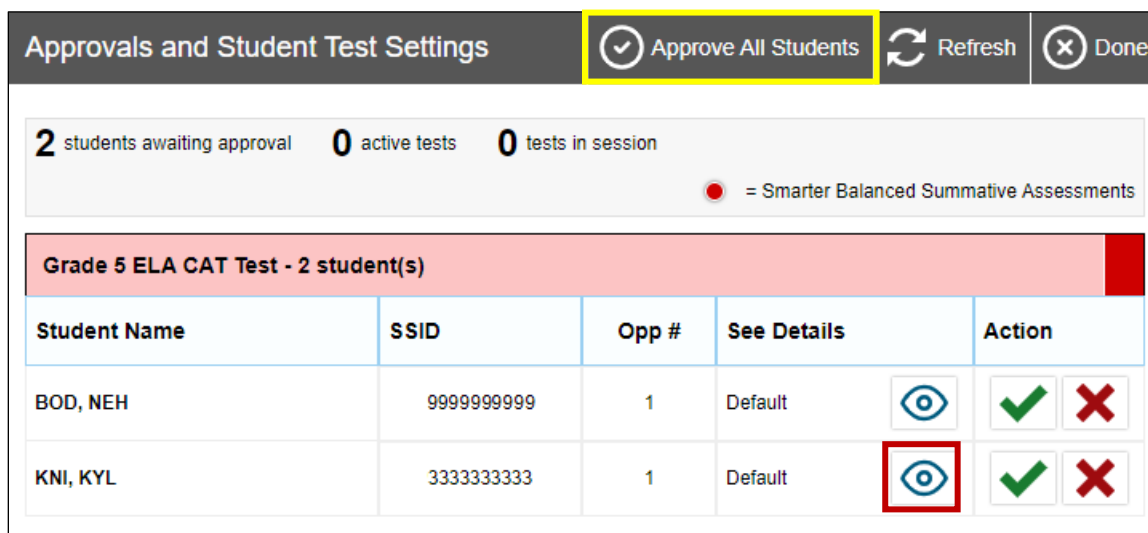 Approvals and Student Test Settings Approve All Students Refresh Done
2 students awaiting approval 0 active tests 0 tests in session
= Smarter Balanced Summative Assessments
Grade 5 ELA CAT Test - 2 student(s)
Student Name SSID Opp # See Details Action
BOD, NEH 9999999999 1 Default
KNI, KYL 3333333333 1 Default